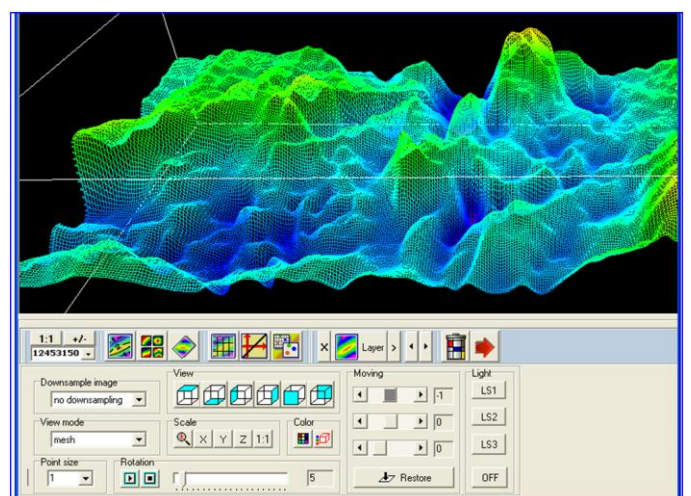 1:1 +/-
12453150
X Layer >
Downsample image
no downsampling
View
Moving
Light
-1
LS1
View mode
mesh
Scale
X Y Z 1:1
Color
0
LS2
0
LS3
Point size
1
Rotation
5
Restore
OFF